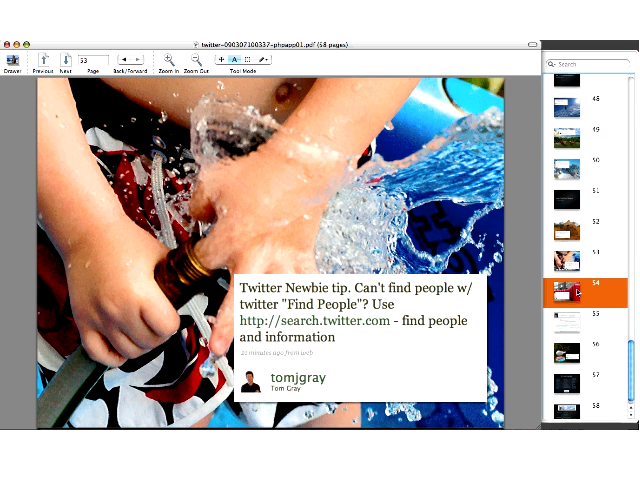 twitter-090307100337-phpapp01.pdf (58 pages)
53
Drawer
Previous
Next
Page
Back/Forward
Zoom In
Zoom Out
A
Tool Mode
Search
Twitter Newbie tip. Can't find people w/
twitter "Find People"? Use
http://search.twitter.com - find people
and information
21 minutes ago from web
tomjgray
Tom Gray
48
49
50
51
52
53
54
55
56
57
58